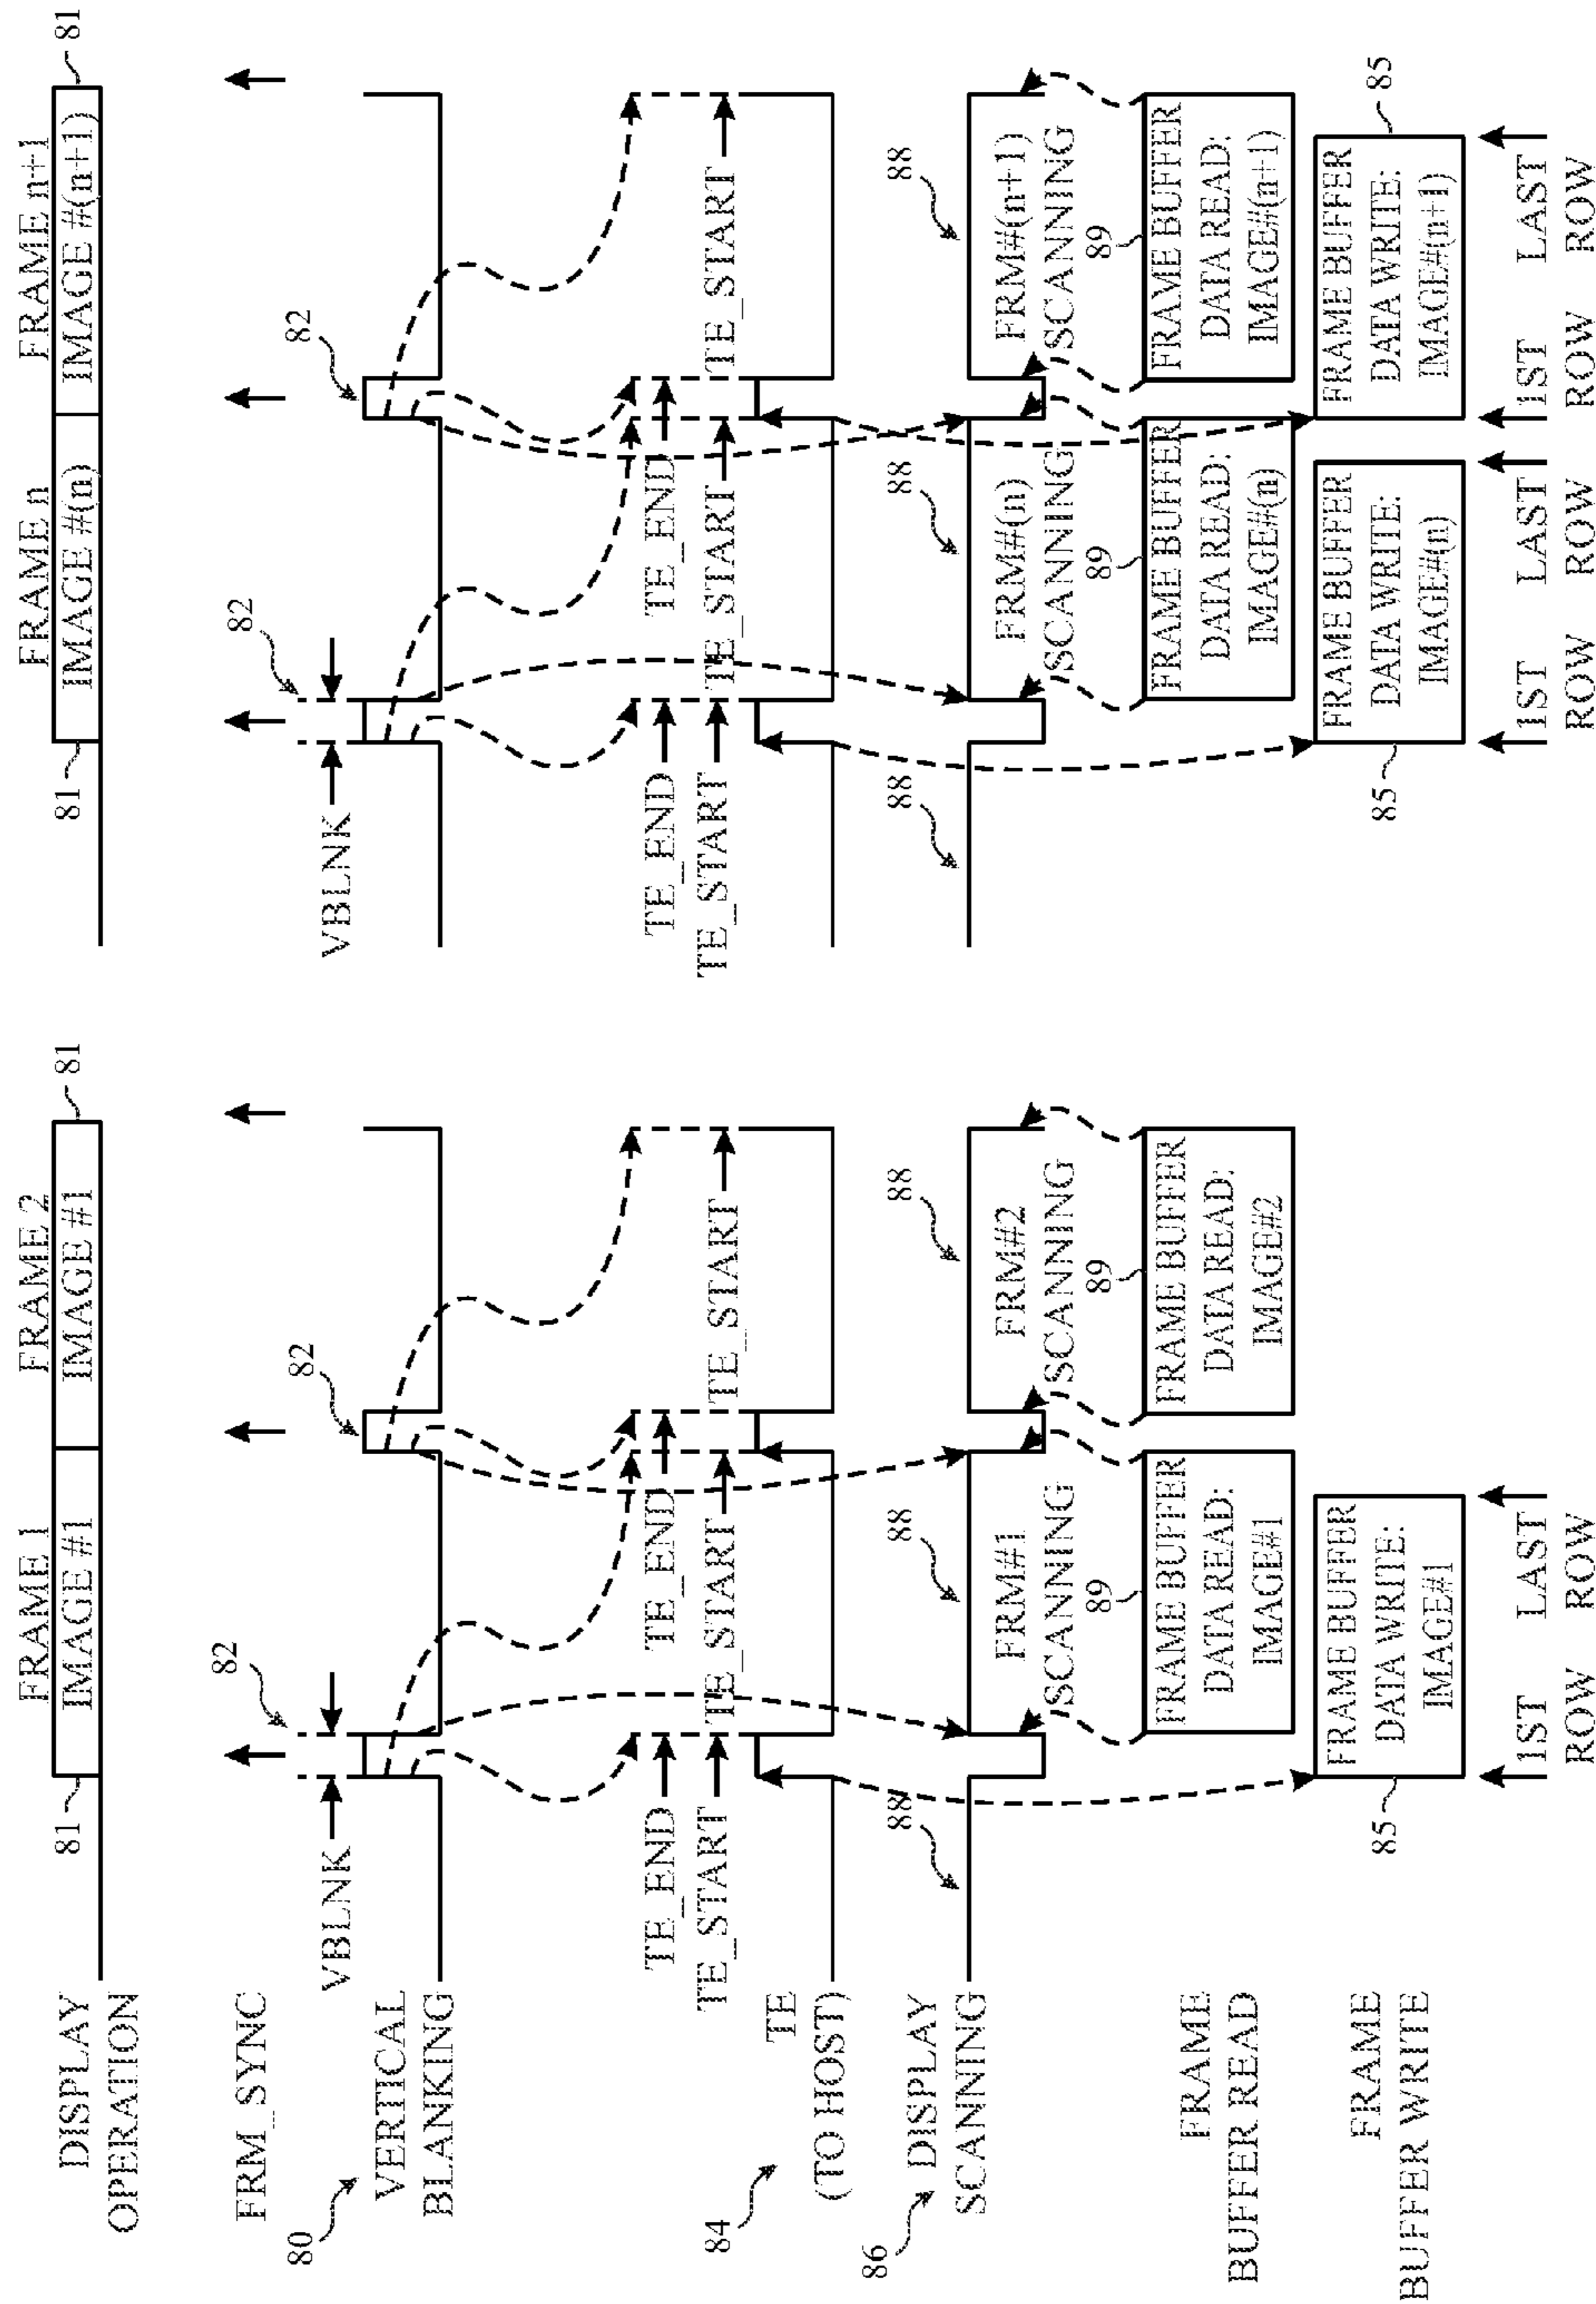 FRAME 1
FRAME 2
FRAME n
FRAME n+1
DISPLAY
OPERATION
81
IMAGE #1
IMAGE #1
81
81
IMAGE #(n)
IMAGE #(n+1)
81
FRM_SYNC
82
82
82
82
VBLNK
VBLNK
80
VERTICAL
BLANKING
TE_END
TE_END
TE_END
TE_END
TE_START
TE_START
TE_START
TE_START
TE_START
TE_START
84
TE
(TO HOST)
88
88
88
88
88
88
86
DISPLAY
SCANNING
FRM#1
SCANNING
FRM#2
SCANNING
FRM#(n)
SCANNING
FRM#(n+1)
SCANNING
89
89
89
89
FRAME
BUFFER READ
FRAME BUFFER
DATA READ:
IMAGE#1
FRAME BUFFER
DATA READ:
IMAGE#2
FRAME BUFFER
DATA READ:
IMAGE#(n)
FRAME BUFFER
DATA READ:
IMAGE#(n+1)
FRAME
BUFFER WRITE
85
FRAME BUFFER
DATA WRITE:
IMAGE#1
85
FRAME BUFFER
DATA WRITE:
IMAGE#(n)
FRAME BUFFER
DATA WRITE:
IMAGE#(n+1)
85
1ST
ROW
LAST
ROW
1ST
ROW
LAST
ROW
1ST
ROW
LAST
ROW